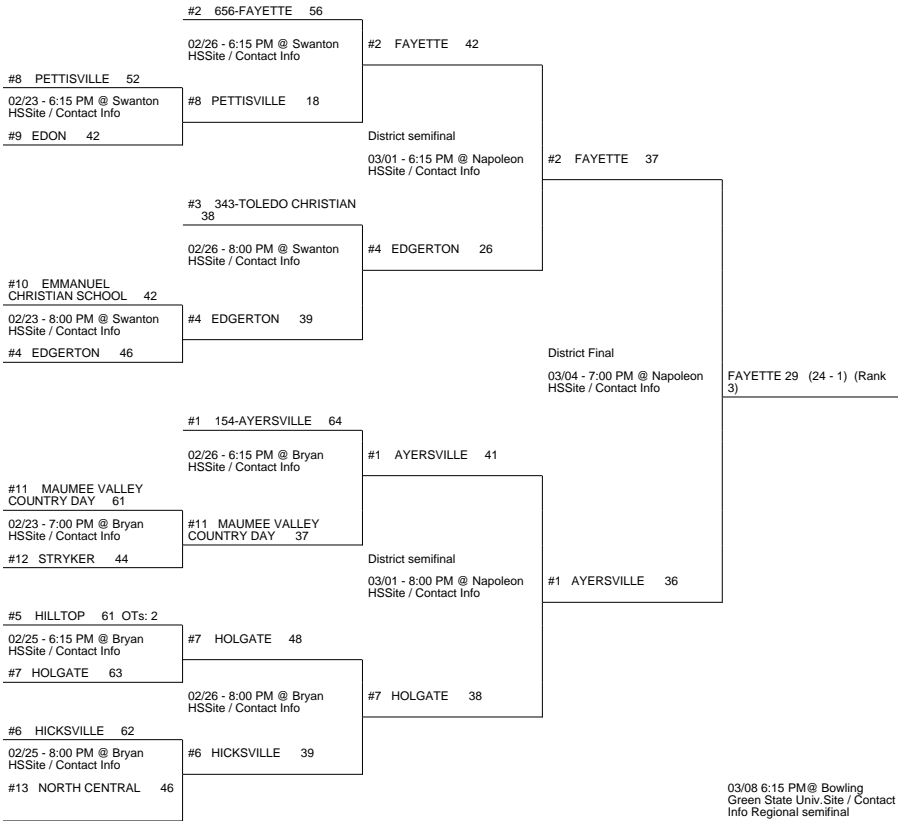 #2 656-FAYETTE 56
02/26 - 6:15 PM @ Swanton
HSSite / Contact Info
#2 FAYETTE 42
#8 PETTISVILLE 52
02/23 - 6:15 PM @ Swanton
HSSite / Contact Info
#8 PETTISVILLE 18
#9 EDON 42
District semifinal
03/01 - 6:15 PM @ Napoleon
HSSite / Contact Info
#2 FAYETTE 37
#3 343-TOLEDO CHRISTIAN
38
02/26 - 8:00 PM @ Swanton
HSSite / Contact Info
#4 EDGERTON 26
#10 EMMANUEL
CHRISTIAN SCHOOL 42
02/23 - 8:00 PM @ Swanton
HSSite / Contact Info
#4 EDGERTON 39
#4 EDGERTON 46
District Final
03/04 - 7:00 PM @ Napoleon
HSSite / Contact Info
FAYETTE 29 (24 - 1) (Rank
3)
#1 154-AYERSVILLE 64
02/26 - 6:15 PM @ Bryan
HSSite / Contact Info
#1 AYERSVILLE 41
#11 MAUMEE VALLEY
COUNTRY DAY 61
02/23 - 7:00 PM @ Bryan
HSSite / Contact Info
#11 MAUMEE VALLEY
COUNTRY DAY 37
#12 STRYKER 44
District semifinal
03/01 - 8:00 PM @ Napoleon
HSSite / Contact Info
#1 AYERSVILLE 36
#5 HILLTOP 61 OTs: 2
02/25 - 6:15 PM @ Bryan
HSSite / Contact Info
#7 HOLGATE 48
#7 HOLGATE 63
02/26 - 8:00 PM @ Bryan
HSSite / Contact Info
#7 HOLGATE 38
#6 HICKSVILLE 62
02/25 - 8:00 PM @ Bryan
HSSite / Contact Info
#6 HICKSVILLE 39
#13 NORTH CENTRAL 46
03/08 6:15 PM@ Bowling
Green State Univ.Site / Contact
Info Regional semifinal